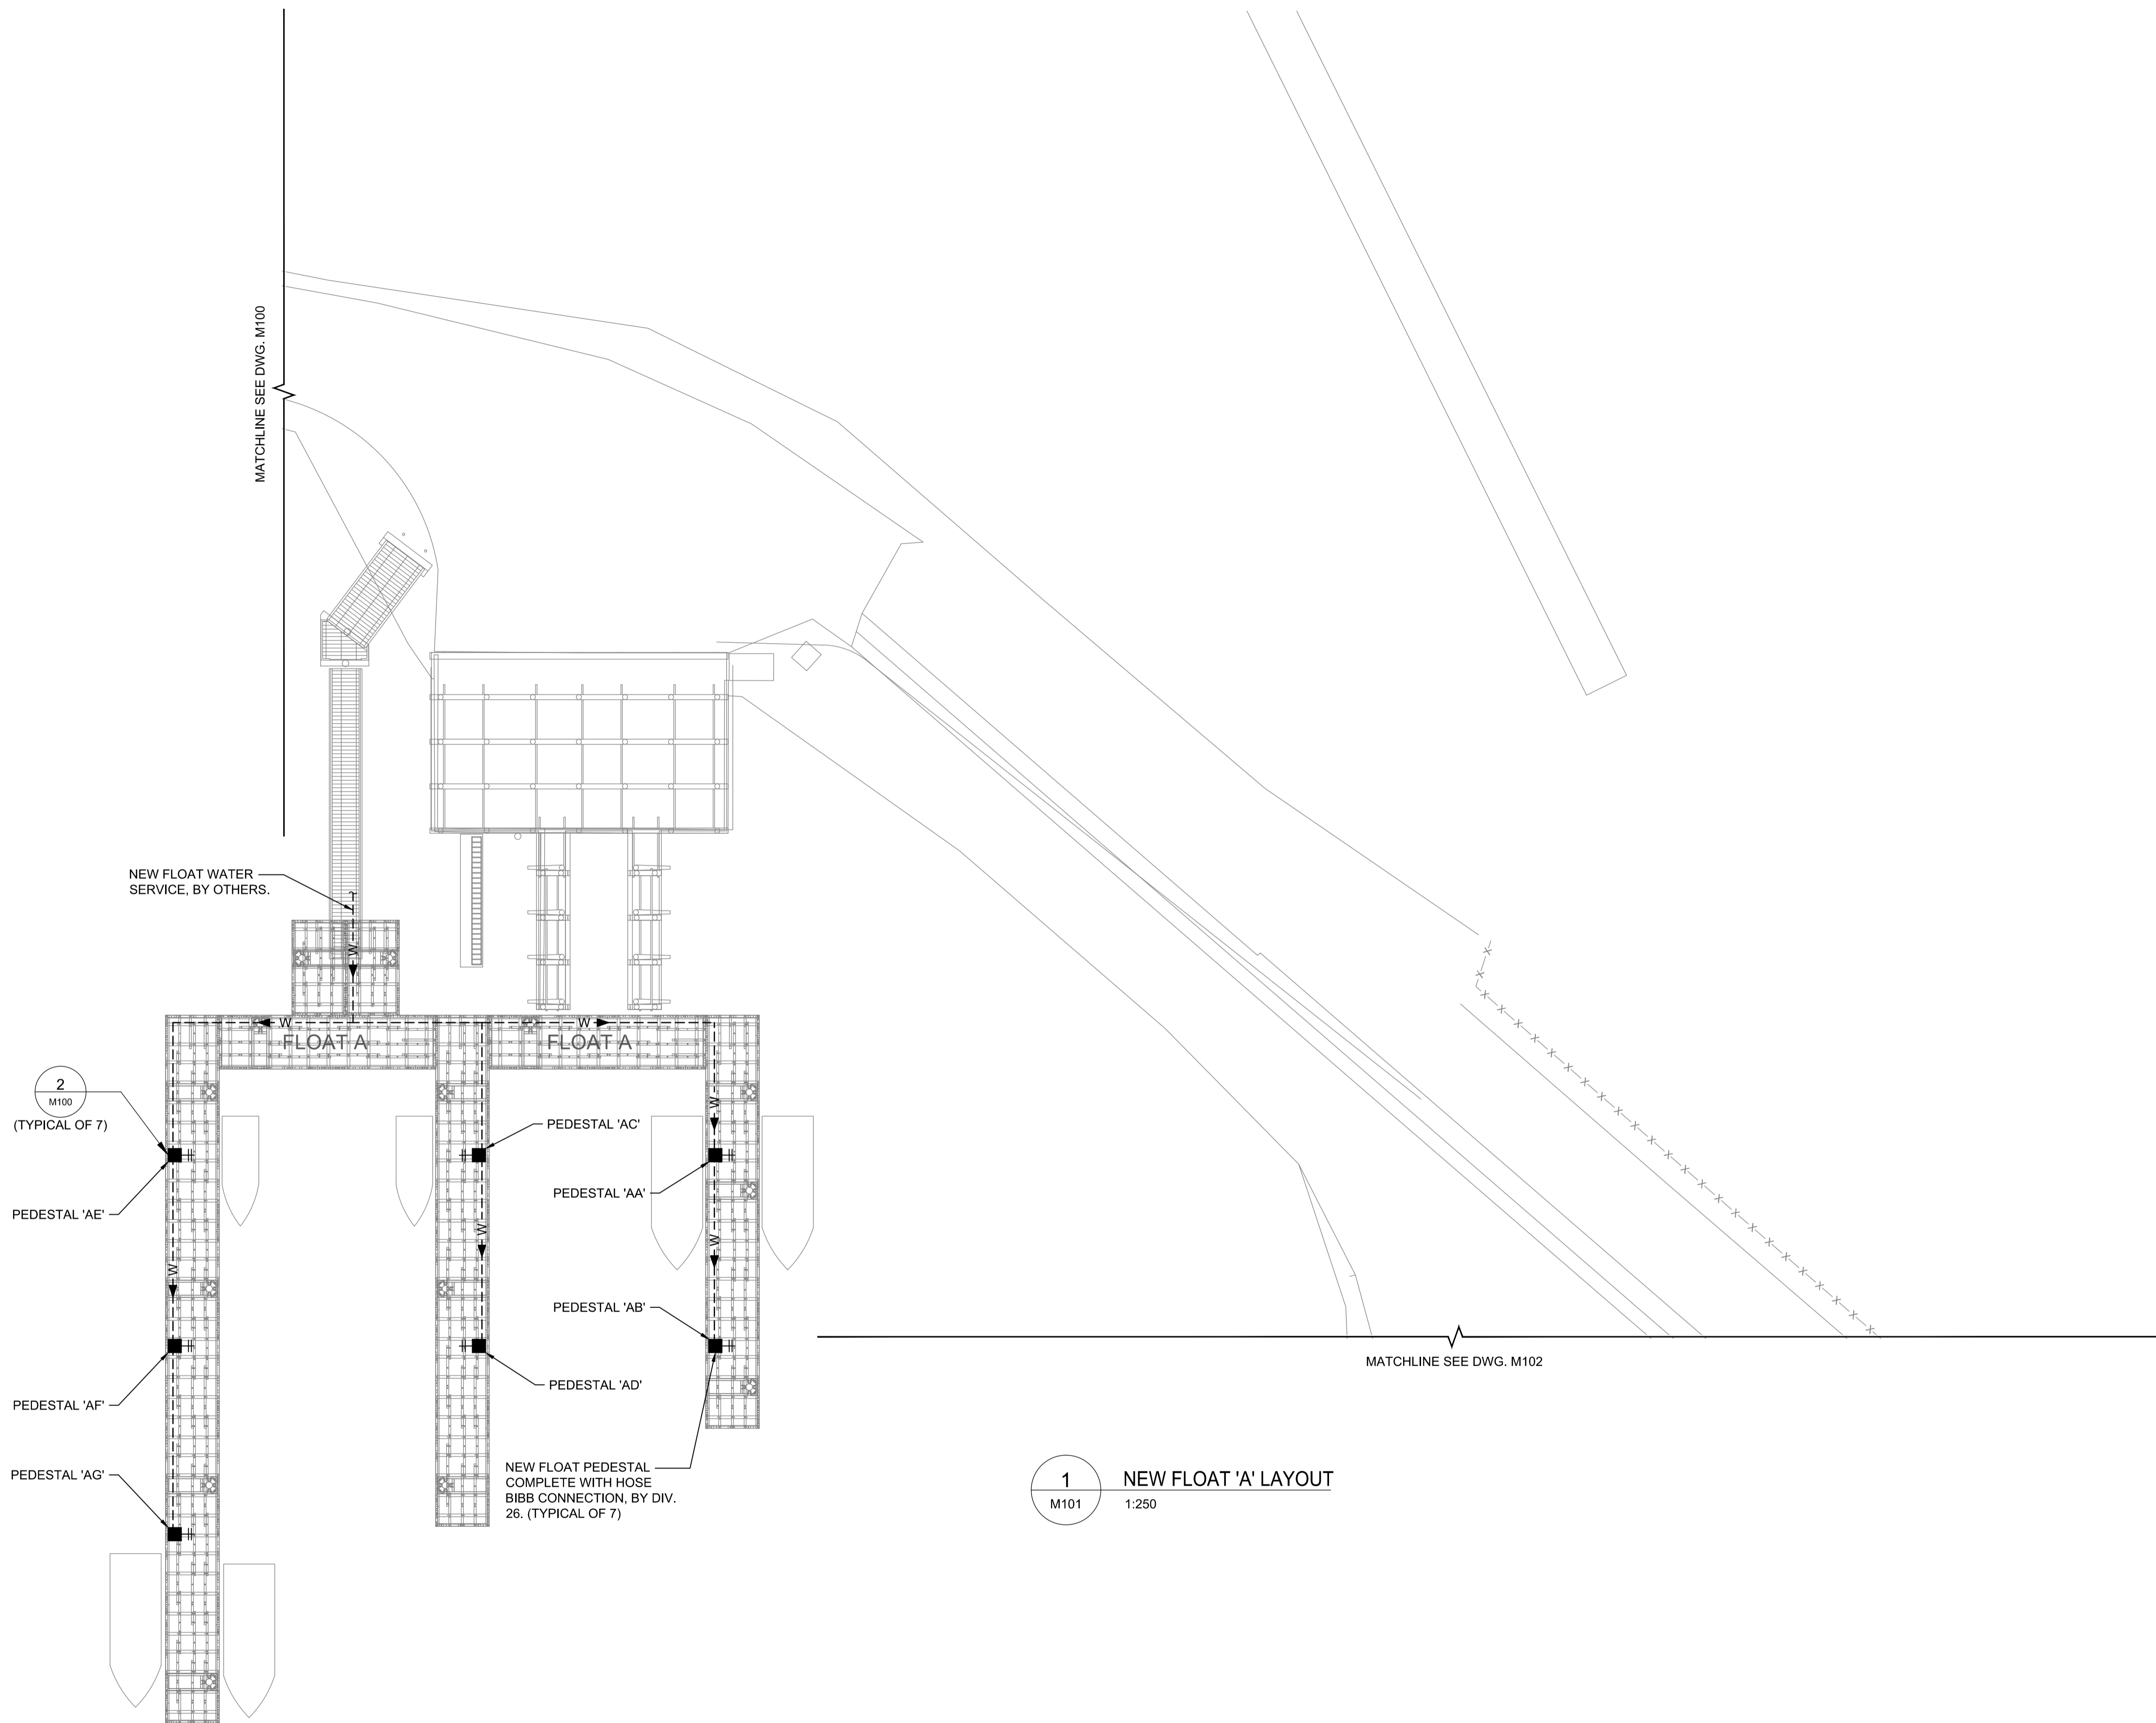 MATCHLINE SEE DWG. M100
NEW FLOAT WATER
SERVICE, BY OTHERS.
W
W
W
FLOAT A
FLOAT A
2
M100
(TYPICAL OF 7)
W
PEDESTAL 'AC'
PEDESTAL 'AA'
PEDESTAL 'AE'
W
W
W
PEDESTAL 'AB'
MATCHLINE SEE DWG. M102
PEDESTAL 'AD'
PEDESTAL 'AF'
PEDESTAL 'AG'
NEW FLOAT PEDESTAL
COMPLETE WITH HOSE
BIBB CONNECTION, BY DIV.
26. (TYPICAL OF 7)
1
M101
NEW FLOAT 'A' LAYOUT
1:250